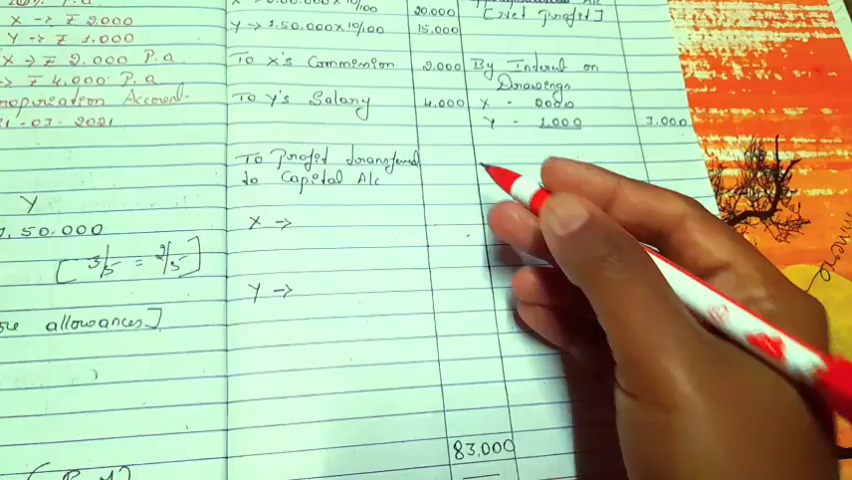 X → ₹ 2.000
Y → ₹ 1.000
X → ₹ 2.000 P.a
→ ₹ 4.000 P.a
Account.
31-03-2021
Y
1,50.000
[ 3/5 = 2/5 ]
allowances]
20.000
Y → 1.50.000 x 10/100 15,000
To X's Commission 2.000
To Y's Salary 4.000
To Profit transferred
to Capital A/c
X →
Y →
83,000
[Net profit]
By Interest on
Drawings
X - 2000
Y - 1.000 3,000